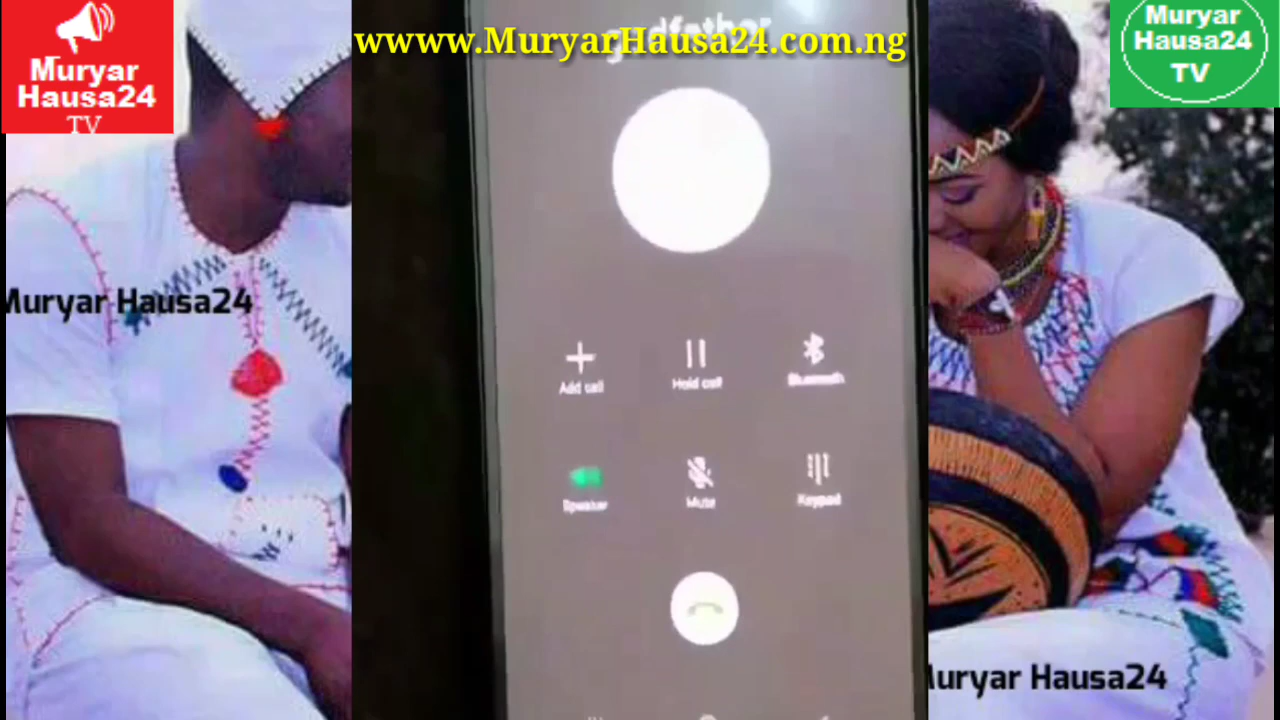 Muryar
Hausa24
TV
wwww.MuryarHausa24.com.ng
Muryar
Hausa24
TV
Muryar Hausa24
Add call
Hold call
Bluetooth
Speaker
Mute
Keypad
Muryar Hausa24